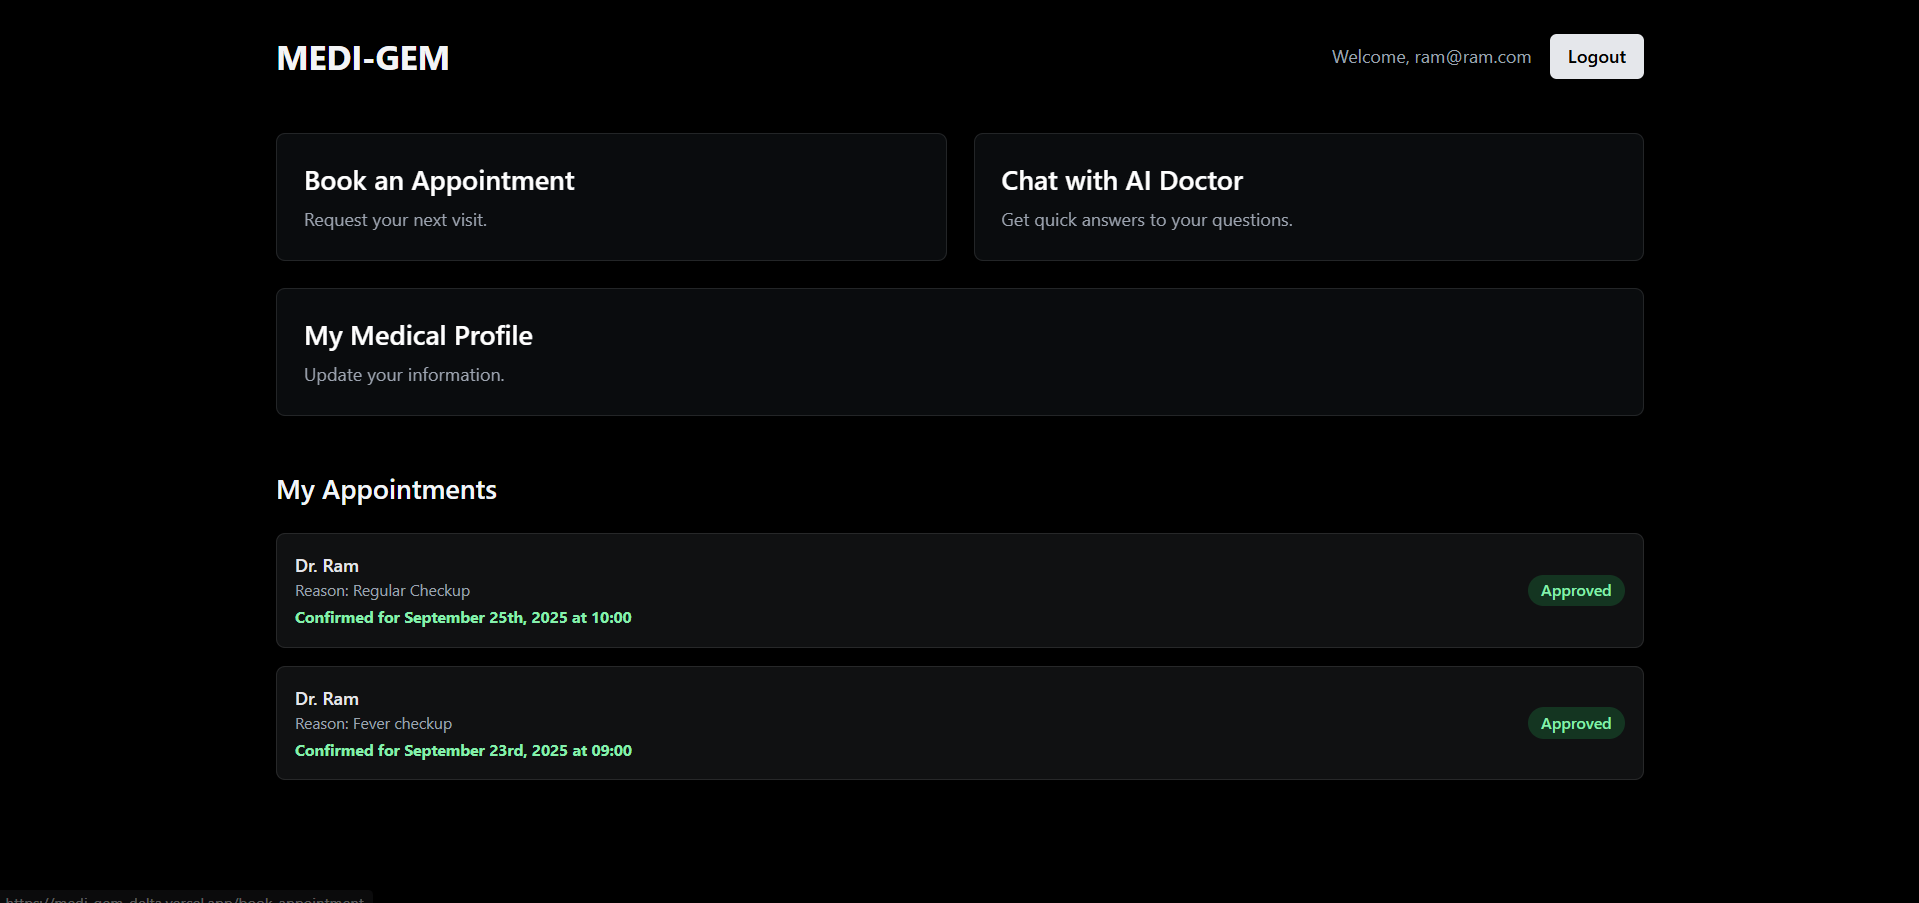 MEDI-GEM
Welcome, ram@ram.com
Logout
Book an Appointment
Request your next visit.
Chat with AI Doctor
Get quick answers to your questions.
My Medical Profile
Update your information.
My Appointments
Dr. Ram
Reason: Regular Checkup
Confirmed for September 25th, 2025 at 10:00
Approved
Dr. Ram
Reason: Fever checkup
Confirmed for September 23rd, 2025 at 09:00
Approved
https://medi-gem-delta.vercel.app/book-appointment